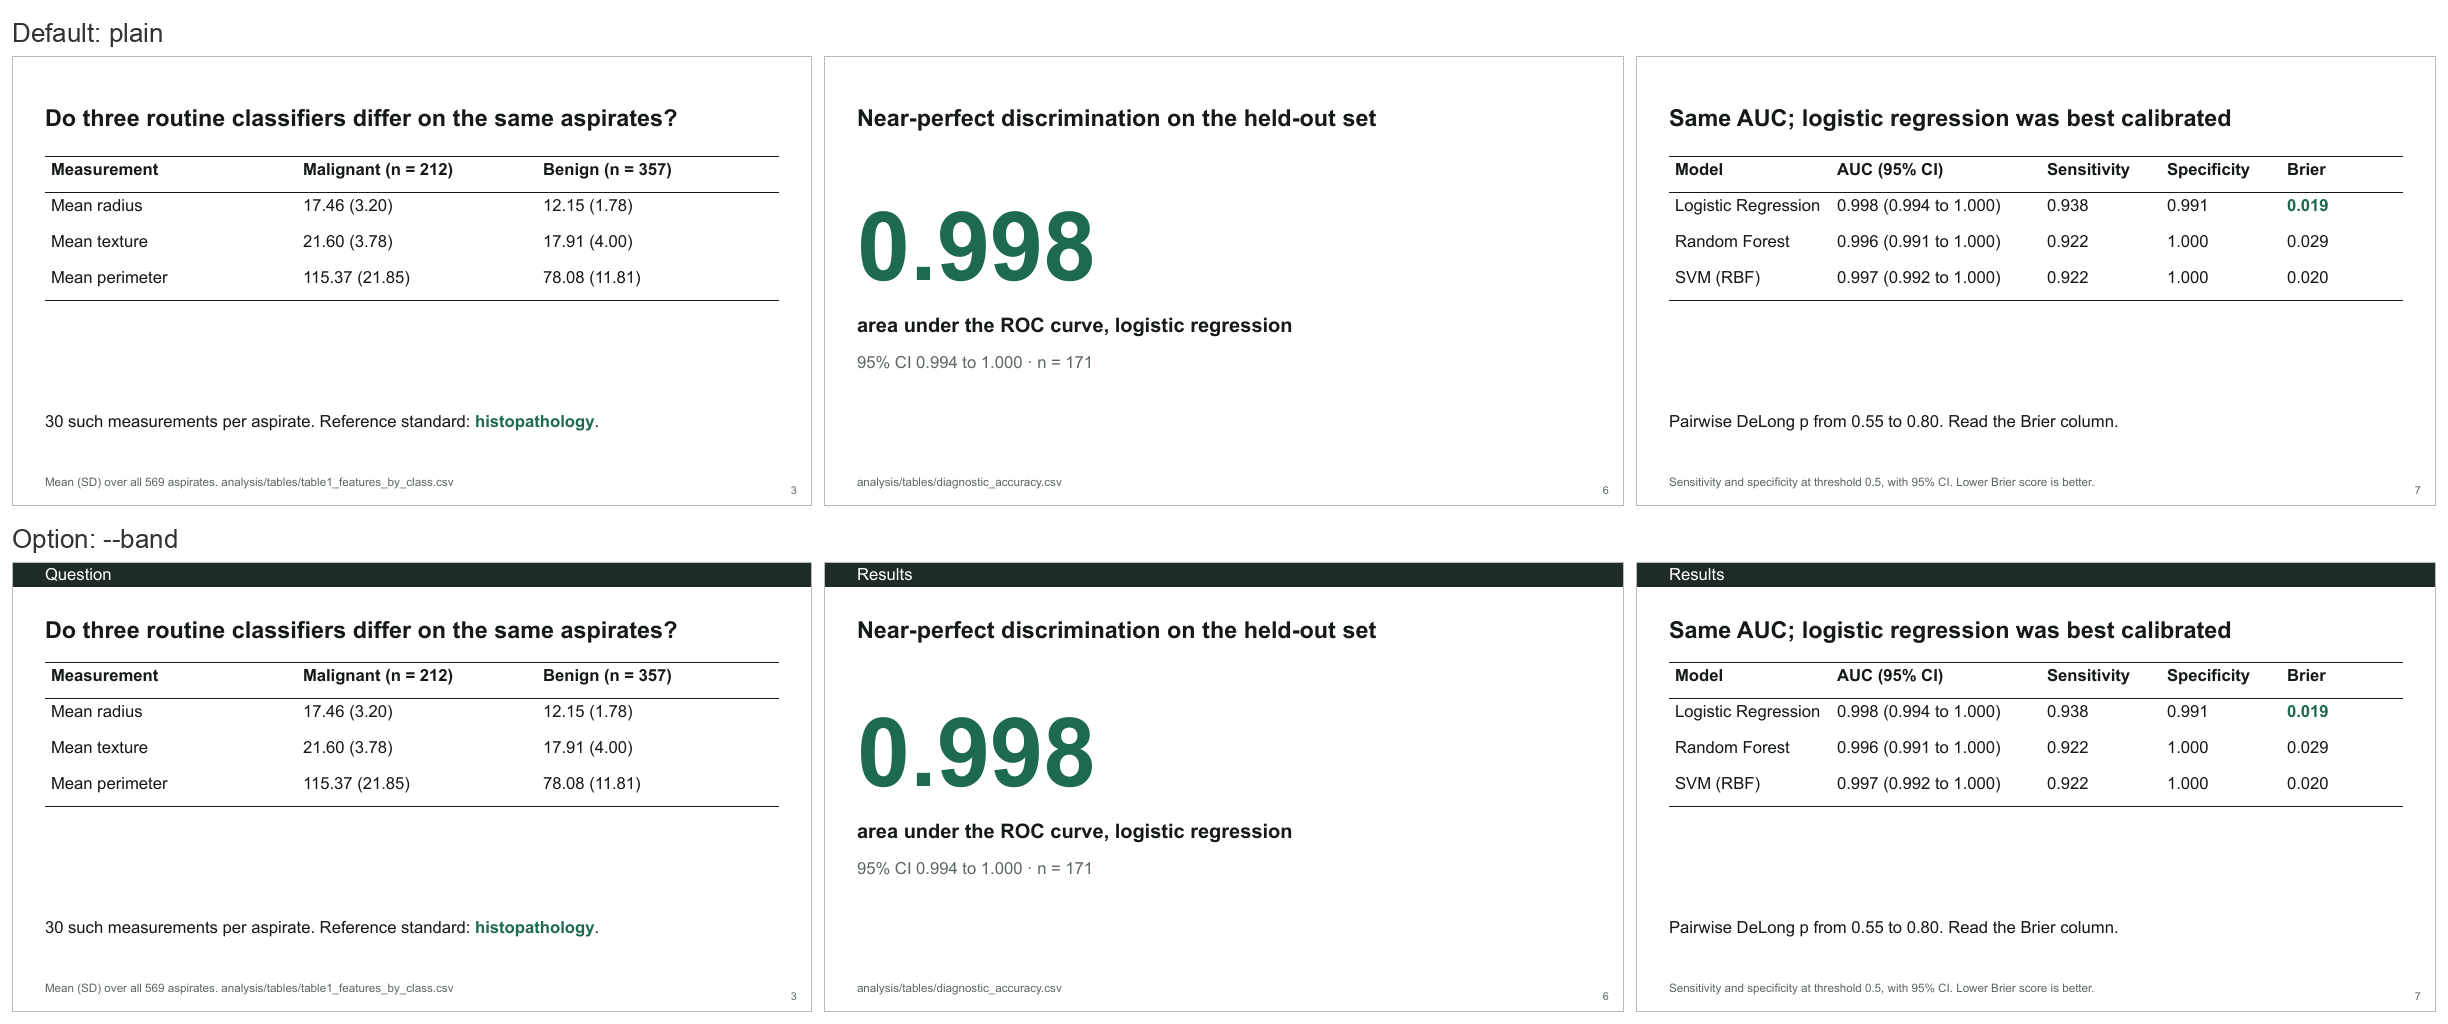 Default: plain
Do three routine classifiers differ on the same aspirates?
Measurement Malignant (n = 212) Benign (n = 357)
Mean radius 17.46 (3.20) 12.15 (1.78)
Mean texture 21.60 (3.78) 17.91 (4.00)
Mean perimeter 115.37 (21.85) 78.08 (11.81)
30 such measurements per aspirate. Reference standard: histopathology.
Mean (SD) over all 569 aspirates. analysis/tables/table1_features_by_class.csv
3
Near-perfect discrimination on the held-out set
0.998
area under the ROC curve, logistic regression
95% CI 0.994 to 1.000 · n = 171
analysis/tables/diagnostic_accuracy.csv
6
Same AUC; logistic regression was best calibrated
Model AUC (95% CI) Sensitivity Specificity Brier
Logistic Regression 0.998 (0.994 to 1.000) 0.938 0.991 0.019
Random Forest 0.996 (0.991 to 1.000) 0.922 1.000 0.029
SVM (RBF) 0.997 (0.992 to 1.000) 0.922 1.000 0.020
Pairwise DeLong p from 0.55 to 0.80. Read the Brier column.
Sensitivity and specificity at threshold 0.5, with 95% CI. Lower Brier score is better.
7
Option: --band
Question
Do three routine classifiers differ on the same aspirates?
Measurement Malignant (n = 212) Benign (n = 357)
Mean radius 17.46 (3.20) 12.15 (1.78)
Mean texture 21.60 (3.78) 17.91 (4.00)
Mean perimeter 115.37 (21.85) 78.08 (11.81)
30 such measurements per aspirate. Reference standard: histopathology.
Mean (SD) over all 569 aspirates. analysis/tables/table1_features_by_class.csv
3
Results
Near-perfect discrimination on the held-out set
0.998
area under the ROC curve, logistic regression
95% CI 0.994 to 1.000 · n = 171
analysis/tables/diagnostic_accuracy.csv
6
Results
Same AUC; logistic regression was best calibrated
Model AUC (95% CI) Sensitivity Specificity Brier
Logistic Regression 0.998 (0.994 to 1.000) 0.938 0.991 0.019
Random Forest 0.996 (0.991 to 1.000) 0.922 1.000 0.029
SVM (RBF) 0.997 (0.992 to 1.000) 0.922 1.000 0.020
Pairwise DeLong p from 0.55 to 0.80. Read the Brier column.
Sensitivity and specificity at threshold 0.5, with 95% CI. Lower Brier score is better.
7